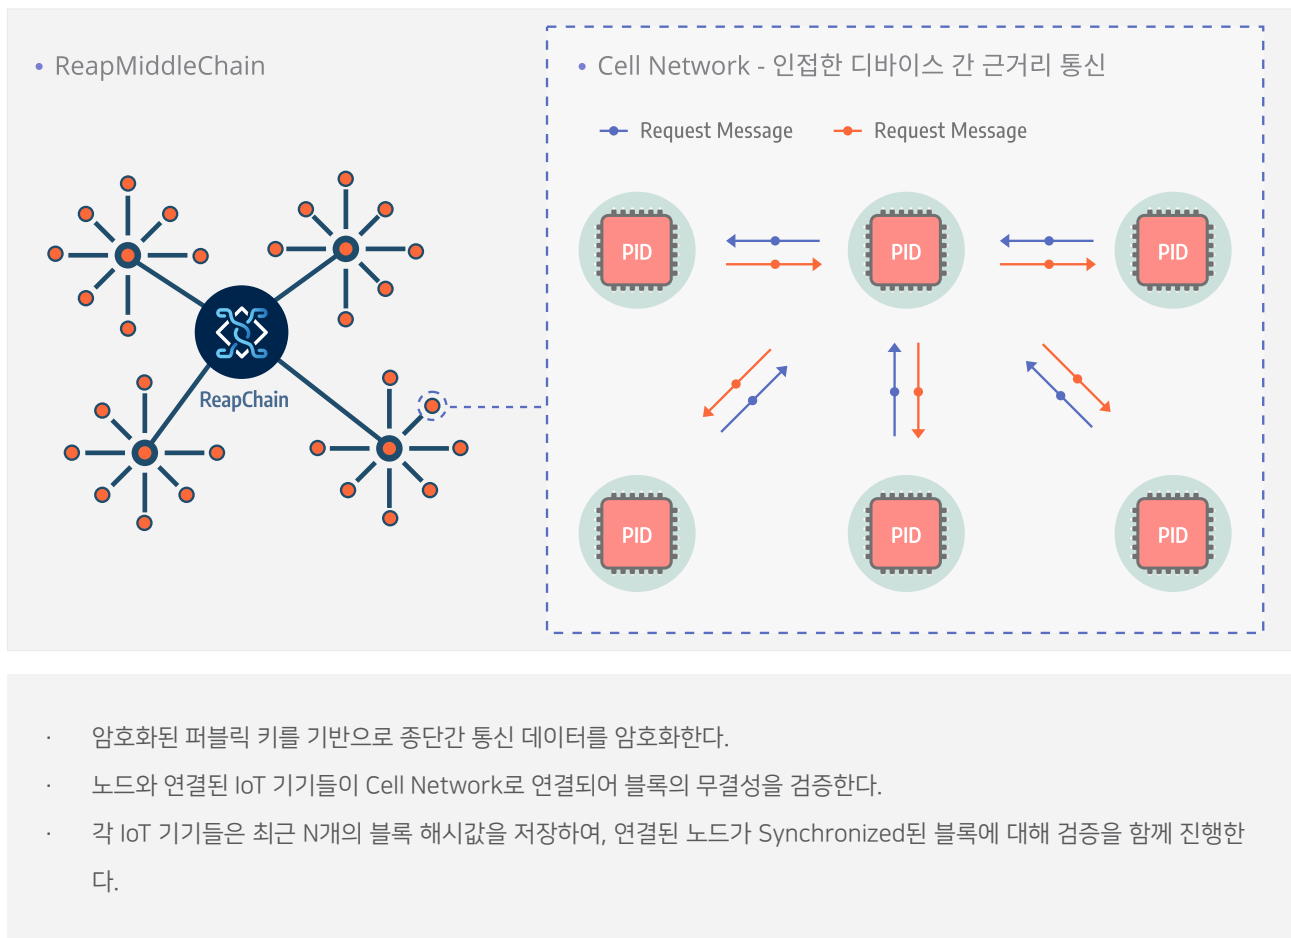 • ReapMiddleChain
• Cell Network - 인접한 디바이스 간 근거리 통신
Request Message
Request Message
PID
PID
PID
ReapChain
PID
PID
PID
· 암호화된 퍼블릭 키를 기반으로 종단간 통신 데이터를 암호화한다.
· 노드와 연결된 IoT 기기들이 Cell Network로 연결되어 블록의 무결성을 검증한다.
· 각 IoT 기기들은 최근 N개의 블록 해시값을 저장하여, 연결된 노드가 Synchronized된 블록에 대해 검증을 함께 진행한
다.